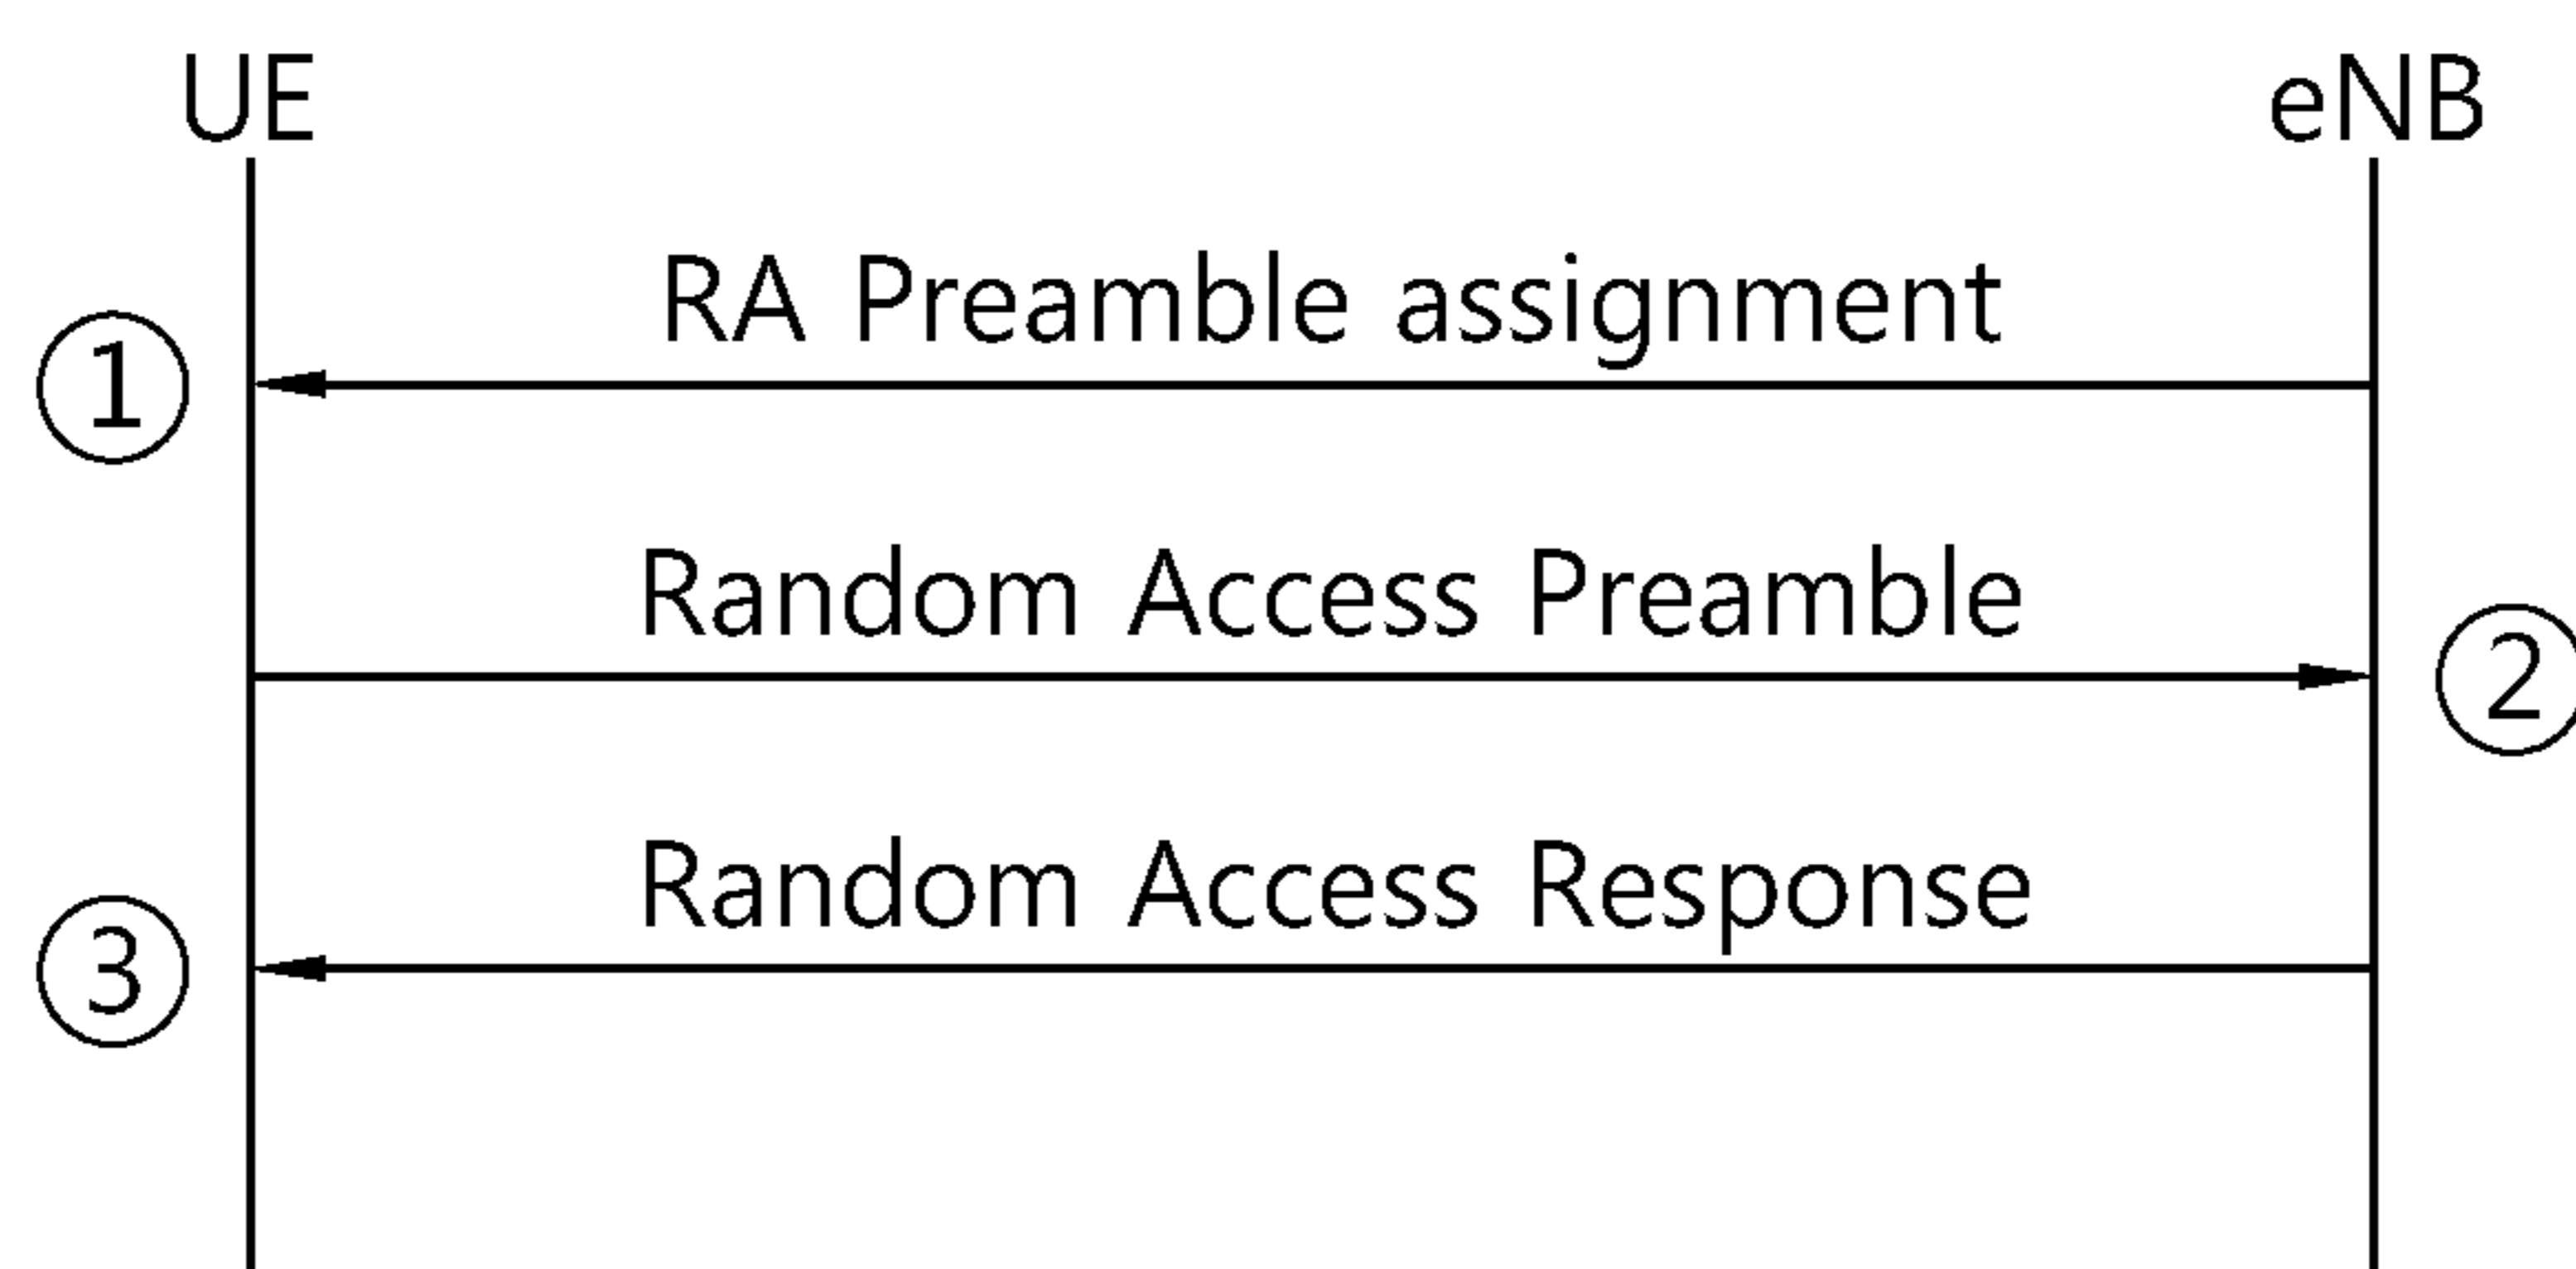 UE eNB
RA Preamble assignment
①
Random Access Preamble
②
Random Access Response
③